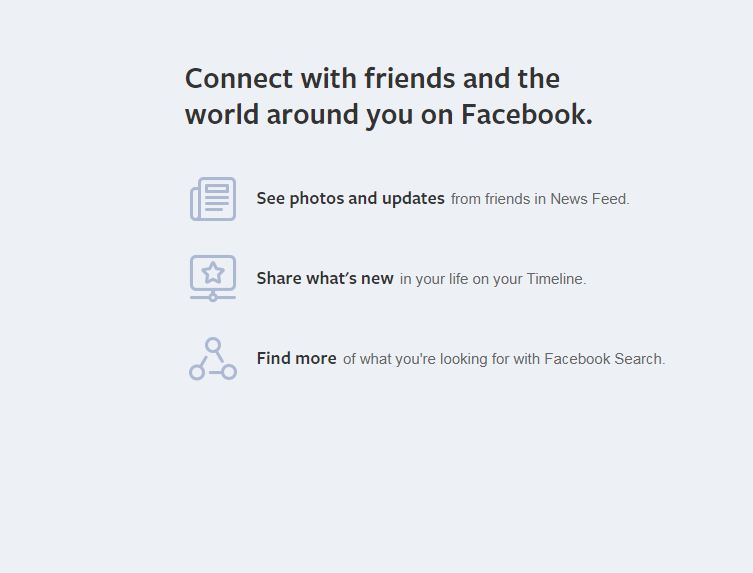 Connect with friends and the
world around you on Facebook.
See photos and updates from friends in News Feed.
Share what's new in your life on your Timeline.
Find more of what you're looking for with Facebook Search.